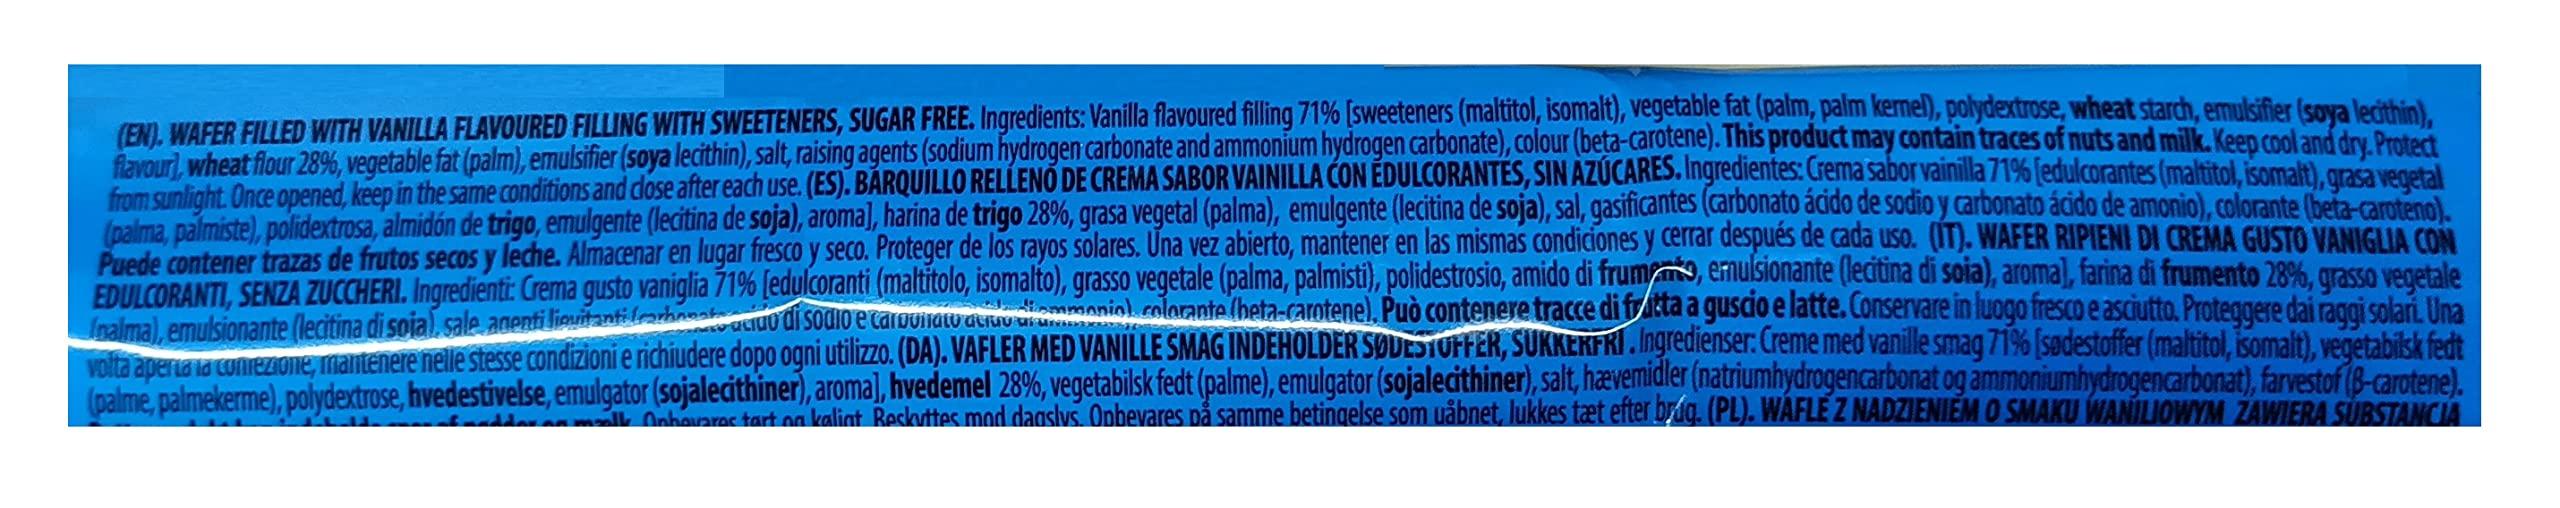 (EN). WAFER FILLED WITH VANILLA FLAVOURED FILLING WITH SWEETENERS, SUGAR FREE. Ingredients: Vanilla flavoured filling 71% [sweeteners (maltitol, isomalt), vegetable fat (palm, palm kernel), polydextrose, wheat starch, emulsifier (soya lecithin),
flavour], wheat flour 28%, vegetable fat (palm), emulsifier (soya lecithin), salt, raising agents (sodium hydrogen carbonate and ammonium hydrogen carbonate), colour (beta-carotene). This product may contain traces of nuts and milk. Keep cool and dry. Protect
from sunlight. Once opened, keep in the same conditions and close after each use. (ES). BARQUILLO RELLENO DE CREMA SABOR VAINILLA CON EDULCORANTES, SIN AZÚCARES. Ingredientes: Crema sabor vainilla 71% [edulcorantes (maltitol, isomalt), grasa vegetal
(palma, palmiste), polidextrosa, almidón de trigo, emulgente (lecitina de soja), aroma], harina de trigo 28%, grasa vegetal (palma), emulgente (lecitina de soja), sal, gasificantes (carbonato ácido de sodio y carbonato ácido de amonio), colorante (beta-caroteno).
Puede contener trazas de frutos secos y leche. Almacenar en lugar fresco y seco. Proteger de los rayos solares. Una vez abierto, mantener en las mismas condiciones y cerrar después de cada uso. (IT). WAFER RIPIENI DI CREMA GUSTO VANIGLIA CON
EDULCORANTI, SENZA ZUCCHERI. Ingredienti: Crema gusto vaniglia 71% [edulcoranti (maltitolo, isomalto), grasso vegetale (palma, palmisti), polidestrosio, amido di frumento, emulsionante (lecitina di soia), aroma], farina di frumento 28%, grasso vegetale
(palma), emulsionante (lecitina di soia), sale, agenti lievitanti (carbonato acido di sodio e carbonato acido di ammonio), colorante (beta-carotene). Può contenere tracce di frutta a guscio e latte. Conservare in luogo fresco e asciutto. Proteggere dai raggi solari. Una
volta aperta la confezione, mantenere nelle stesse condizioni e richiudere dopo ogni utilizzo. (DA). VAFLER MED VANILLE SMAG INDEHOLDER SØDESTOFFER, SUKKERFRI. Ingredienser: Creme med vanille smag 71% [sødestoffer (maltitol, isomalt), vegetabilsk fedt
(palme, palmekerme), polydextrose, hvedestivelse, emulgator (sojalecithiner), aroma], hvedemel 28%, vegetabilsk fedt (palme), emulgator (sojalecithiner), salt, hævemidler (natriumhydrogencarbonat og ammoniumhydrogencarbonat), farvestof (β-carotene).
af nødder og mælk. Opbevares tørt og køligt. Beskyttes mod dagslys. Opbevares på samme betingelse som uåbnet, lukkes tæt efter brug. (PL). WAFLE Z NADZIENIEM O SMAKU WANILIOWYM ZAWIERA SUBSTANCJA